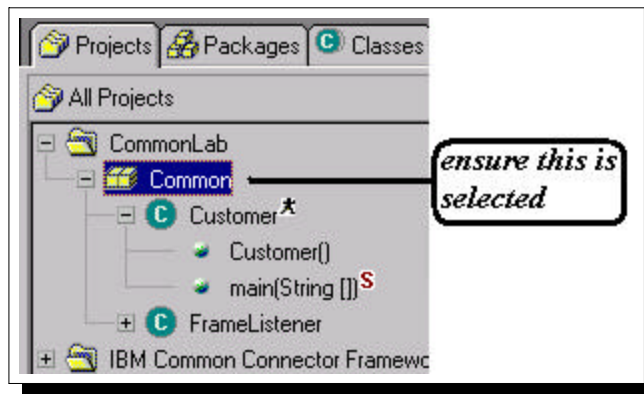 Projects Packages Classes
All Projects
CommonLab
Common
ensure this is
selected
C Customer
Customer()
main(String []) S
C FrameListener
IBM Common Connector Framewo